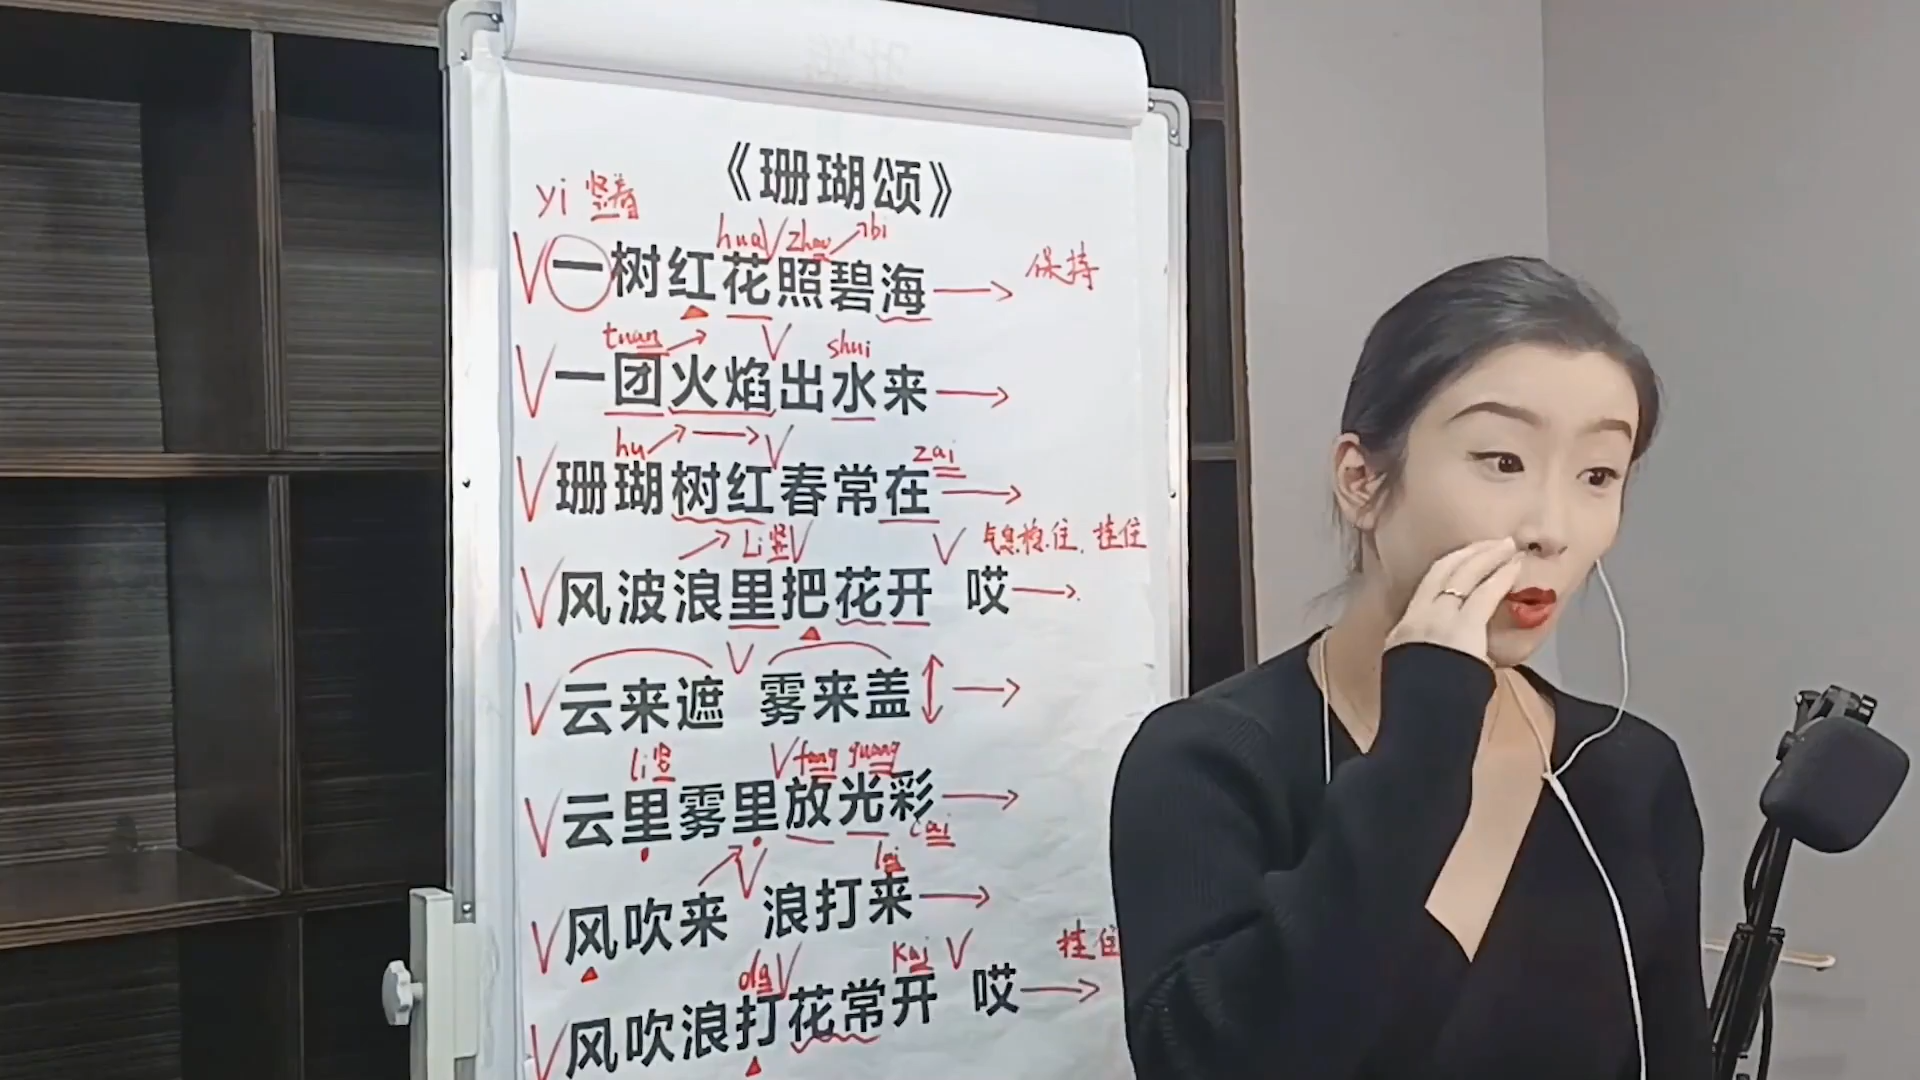 《珊瑚颂》
yi 竖着
hua zhao bi
一树红花照碧海 保持
tuan shui
一团火焰出水来
hu zai
珊瑚树红春常在
Li 竖 气息 住 挂住
风波浪里把花开 哎
云来遮 雾来盖
li 竖 fang guang
云里雾里放光彩
cai
lai
风吹来 浪打来
da kai 挂住
风吹浪打花常开 哎